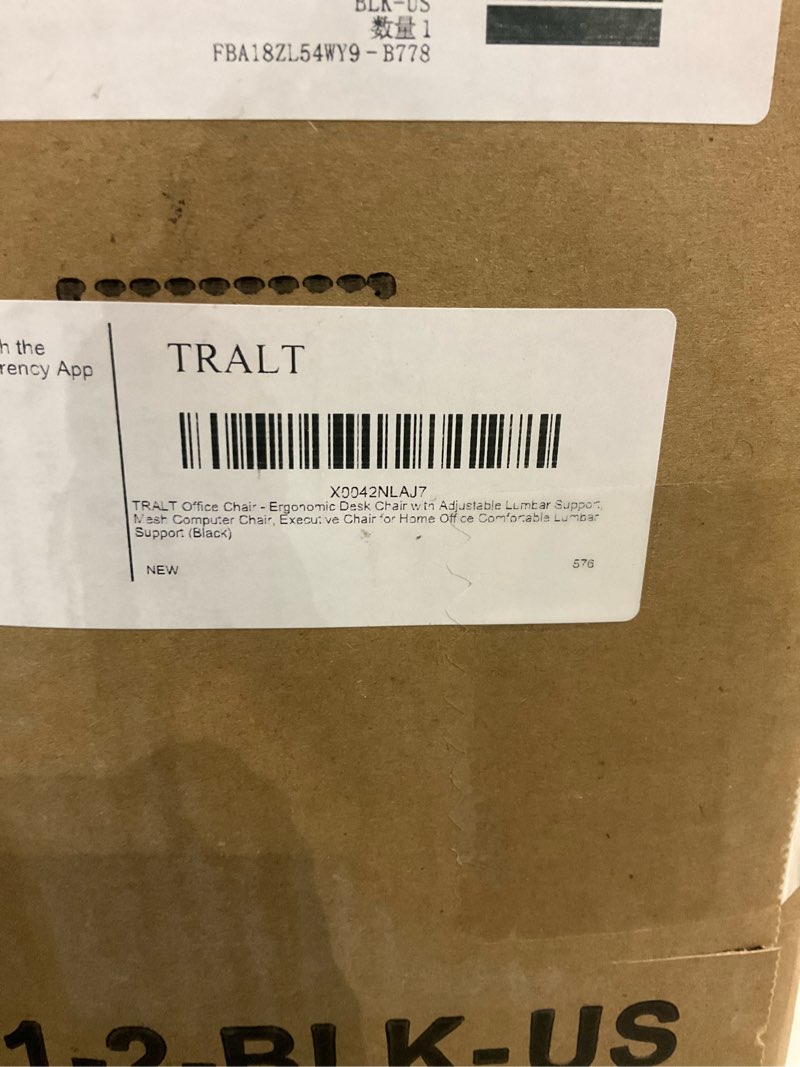 BLK-US
数量 1
FBA18ZL54WY9-B778
h the
rency App
TRALT
X0042NLAJ7
TRALT Office Chair - Ergonomic Desk Chair with Adjustable Lumbar Support,
Mesh Computer Chair, Executive Chair for Home Office Comfortable Lumbar
Support (Black)
NEW
576
1-2-BLK-US